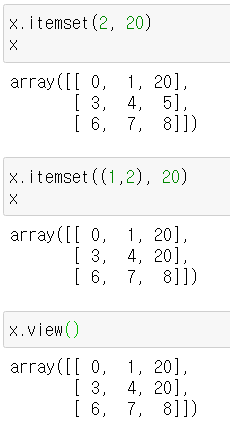 x.itemset(2, 20)
x
array([[ 0,  1, 20],
       [ 3,  4,  5],
       [ 6,  7,  8]])
x.itemset((1,2), 20)
x
array([[ 0,  1, 20],
       [ 3,  4, 20],
       [ 6,  7,  8]])
x.view()
array([[ 0,  1, 20],
       [ 3,  4, 20],
       [ 6,  7,  8]])